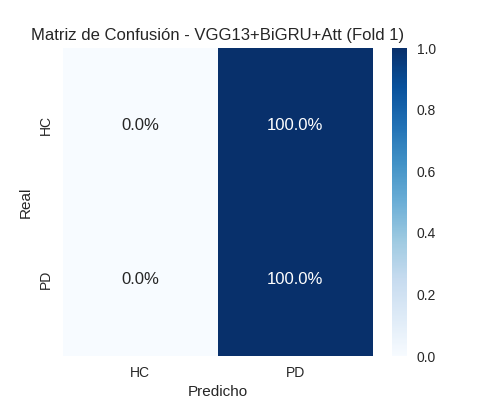 Matriz de Confusión - VGG13+BiGRU+Att (Fold 1)
HC
0.0%
100.0%
Real
PD
0.0%
100.0%
HC
PD
Predicho
1.0
0.8
0.6
0.4
0.2
0.0